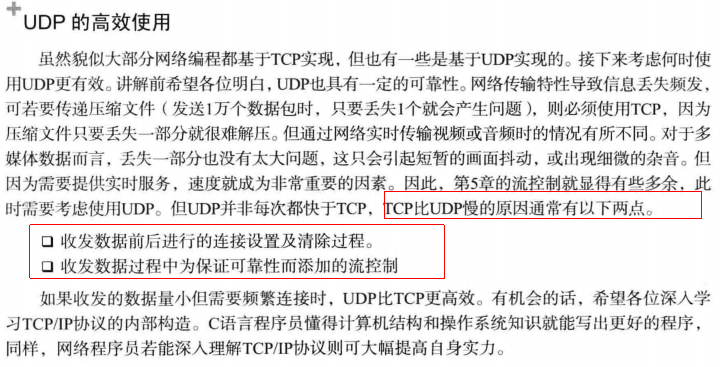 UDP 的高效使用
虽然貌似大部分网络编程都基于TCP实现，但也有一些是基于UDP实现的。接下来考虑何时使
用UDP更有效。讲解前希望各位明白，UDP也具有一定的可靠性。网络传输特性导致信息丢失频发，
可若要传递压缩文件（发送1万个数据包时，只要丢失1个就会产生问题），则必须使用TCP，因为
压缩文件只要丢失一部分就很难解压。但通过网络实时传输视频或音频时的情况有所不同。对于多
媒体数据而言，丢失一部分也没有太大问题，这只会引起短暂的画面抖动，或出现细微的杂音。但
因为需要提供实时服务，速度就成为非常重要的因素。因此，第5章的流控制就显得有些多余，此
时需要考虑使用UDP。但UDP并非每次都快于TCP，TCP比UDP慢的原因通常有以下两点。
❑ 收发数据前后进行的连接设置及清除过程。
❑ 收发数据过程中为保证可靠性而添加的流控制
如果收发的数据量小但需要频繁连接时，UDP比TCP更高效。有机会的话，希望各位深入学
习TCP/IP协议的内部构造。C语言程序员懂得计算机结构和操作系统知识就能写出更好的程序，
同样，网络程序员若能深入理解TCP/IP协议则可大幅提高自身实力。